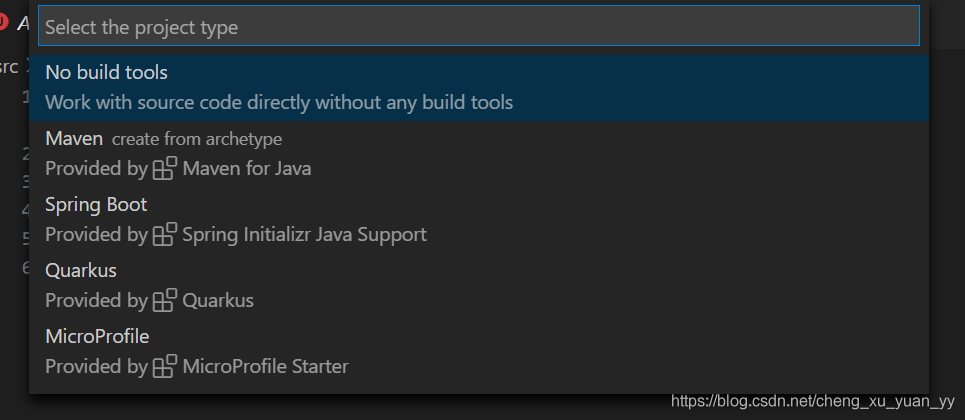 Select the project type
No build tools
Work with source code directly without any build tools
Maven create from archetype
Provided by Maven for Java
Spring Boot
Provided by Spring Initializr Java Support
Quarkus
Provided by Quarkus
MicroProfile
Provided by MicroProfile Starter
A
src
1
2
3
4
5
6
https://blog.csdn.net/cheng_xu_yuan_yy